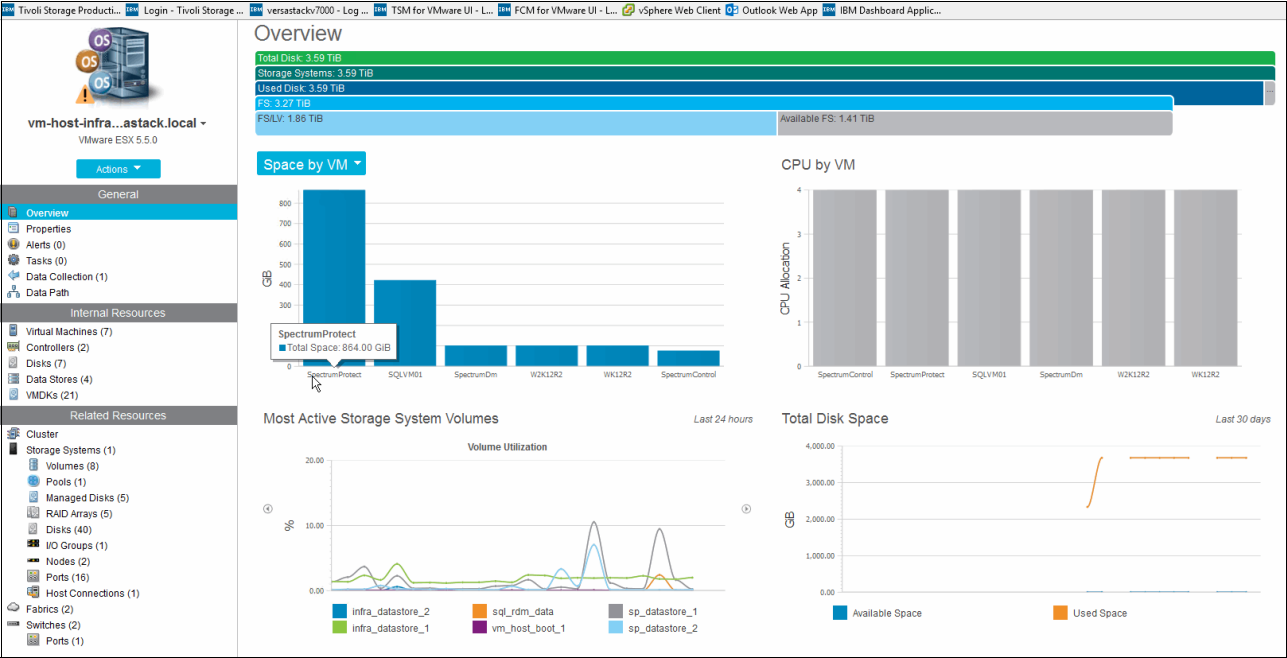 IBM Tivoli Storage Producti... IBM Login - Tivoli Storage ... IBM versastackv7000 - Log ... IBM TSM for VMware UI - L... IBM FCM for VMware UI - L... vSphere Web Client Outlook Web App IBM IBM Dashboard Applic...
OS
OS
OS
vm-host-infra...astack.local
VMware ESX 5.5.0
Actions
General
Overview
Properties
Alerts (0)
Tasks (0)
Data Collection (1)
Data Path
Internal Resources
Virtual Machines (7)
Controllers (2)
Disks (7)
Data Stores (4)
VMDKs (21)
Related Resources
Cluster
Storage Systems (1)
Volumes (8)
Pools (1)
Managed Disks (5)
RAID Arrays (5)
Disks (40)
I/O Groups (1)
Nodes (2)
Ports (16)
Host Connections (1)
Fabrics (2)
Switches (2)
Ports (1)
Overview
Total Disk: 3.59 TiB
Storage Systems: 3.59 TiB
Used Disk: 3.59 TiB
...
FS: 3.27 TiB
FS/LV: 1.86 TiB Available FS: 1.41 TiB
Space by VM
800
700
600
500
400
300
0
GB
SpectrumProtect
Total Space: 864.00 GiB
SpectrumProtect SQLVM01 SpectrumDm W2K12R2 WK12R2 SpectrumControl
CPU by VM
4
3
2
1
0
CPU Allocation
SpectrumControl SpectrumProtect SQLVM01 SpectrumDm W2K12R2 WK12R2
Most Active Storage System Volumes Last 24 hours
Volume Utilization
20.00
10.00
0.00
%
infra_datastore_2 sql_rdm_data sp_datastore_1
infra_datastore_1 vm_host_boot_1 sp_datastore_2
Total Disk Space Last 30 days
4,000.00
3,000.00
2,000.00
1,000.00
0.00
GiB
Available Space Used Space